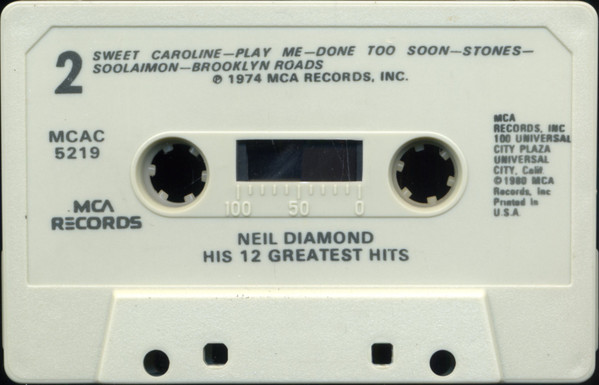 2
SWEET CAROLINE—PLAY ME—DONE TOO SOON—STONES—
SOOLAIMON—BROOKLYN ROADS
℗ 1974 MCA RECORDS, INC.
MCAC
5219
MCA
RECORDS
MCA
RECORDS, INC
100 UNIVERSAL
CITY PLAZA
UNIVERSAL
CITY, Calif.
© 1980 MCA
Records, Inc
Printed in
U.S.A
100 50 0
NEIL DIAMOND
HIS 12 GREATEST HITS